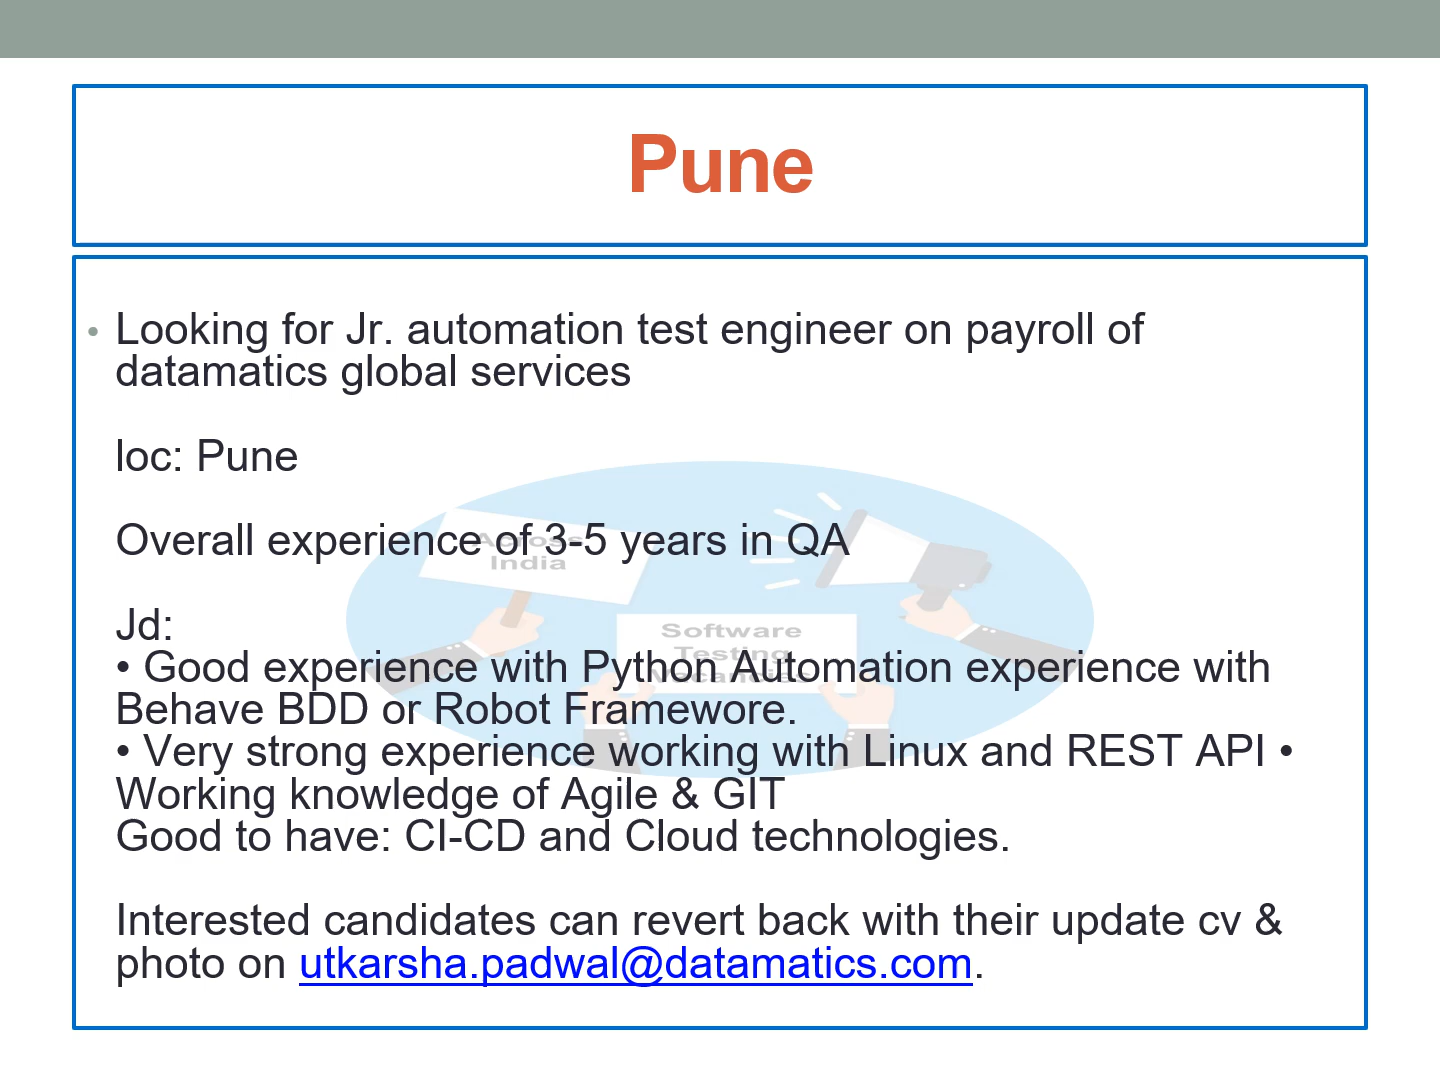 Pune
• Looking for Jr. automation test engineer on payroll of
datamatics global services
loc: Pune
Overall experience of 3-5 years in QA
Jd:
• Good experience with Python Automation experience with
Behave BDD or Robot Framewore.
• Very strong experience working with Linux and REST API •
Working knowledge of Agile & GIT
Good to have: CI-CD and Cloud technologies.
Interested candidates can revert back with their update cv &
photo on utkarsha.padwal@datamatics.com.
Across
India
Software
Testing
Vacancies